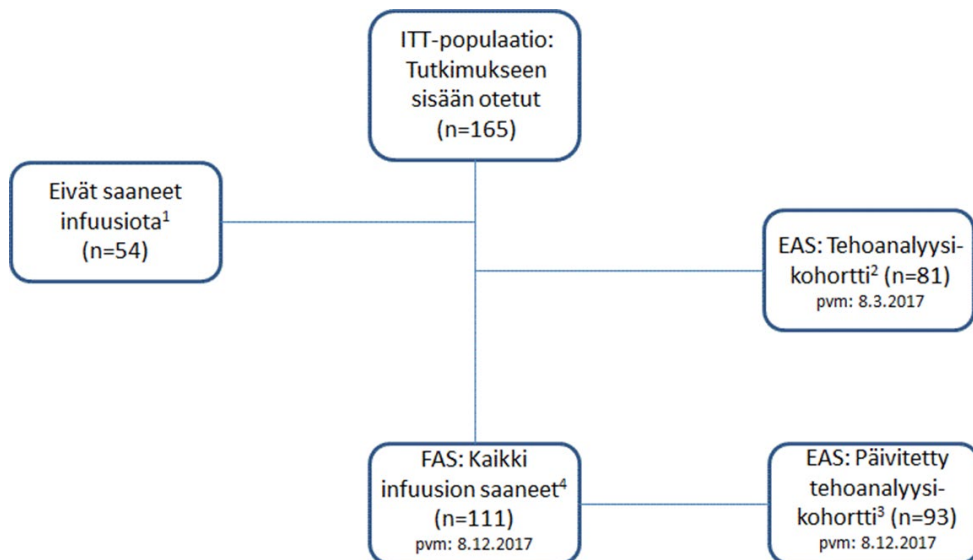 ITT-populaatio:
Tutkimukseen
sisään otetut
(n=165)
Eivät saaneet
infuusiota¹
(n=54)
EAS: Tehoanalyysi-
kohortti² (n=81)
pvm: 8.3.2017
FAS: Kaikki
infuusion saaneet⁴
(n=111)
pvm: 8.12.2017
EAS: Päivitetty
tehoanalyysi-
kohortti³ (n=93)
pvm: 8.12.2017